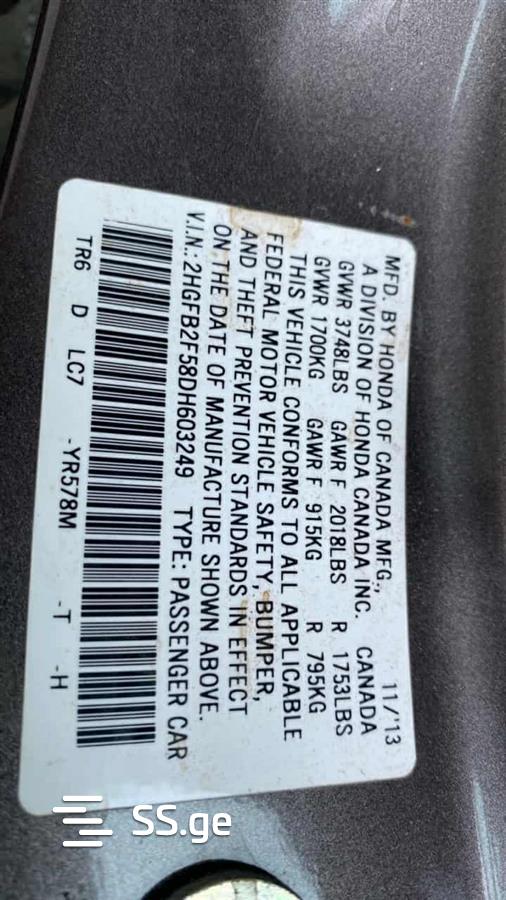 MFD. BY HONDA OF CANADA MFG., 11/'13
A DIVISION OF HONDA CANADA INC. CANADA
GVWR 3748LBS GAWR F 2018LBS R 1753LBS
GVWR 1700KG GAWR F 915KG R 795KG
THIS VEHICLE CONFORMS TO ALL APPLICABLE
FEDERAL MOTOR VEHICLE SAFETY, BUMPER,
AND THEFT PREVENTION STANDARDS IN EFFECT
ON THE DATE OF MANUFACTURE SHOWN ABOVE.
V.I.N.: 2HGFB2F58DH603249 TYPE: PASSENGER CAR
TR6 D LC7 -YR578M -T -H
SS.ge